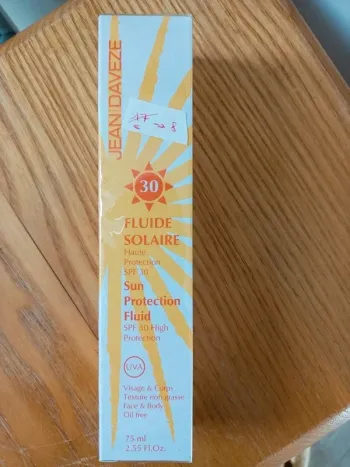 JEAN D'AVEZE
30
FLUIDE
SOLAIRE
Haute
Protection
SPF 30
Sun
Protection
Fluid
SPF 30 High
Protection
UVA
Visage & Corps
Texture non grasse
Face & Body
Oil free
75 ml
2.55 Fl.Oz.